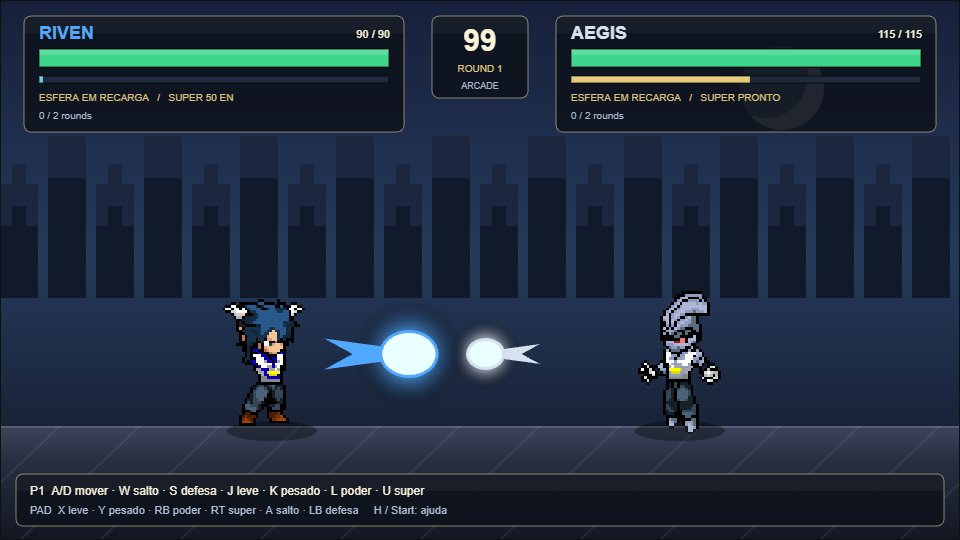 RIVEN 90 / 90
ESFERA EM RECARGA / SUPER 50 EN
0 / 2 rounds
99
ROUND 1
ARCADE
AEGIS 115 / 115
ESFERA EM RECARGA / SUPER PRONTO
0 / 2 rounds
P1 A/D mover · W salto · S defesa · J leve · K pesado · L poder · U super
PAD X leve · Y pesado · RB poder · RT super · A salto · LB defesa H / Start: ajuda